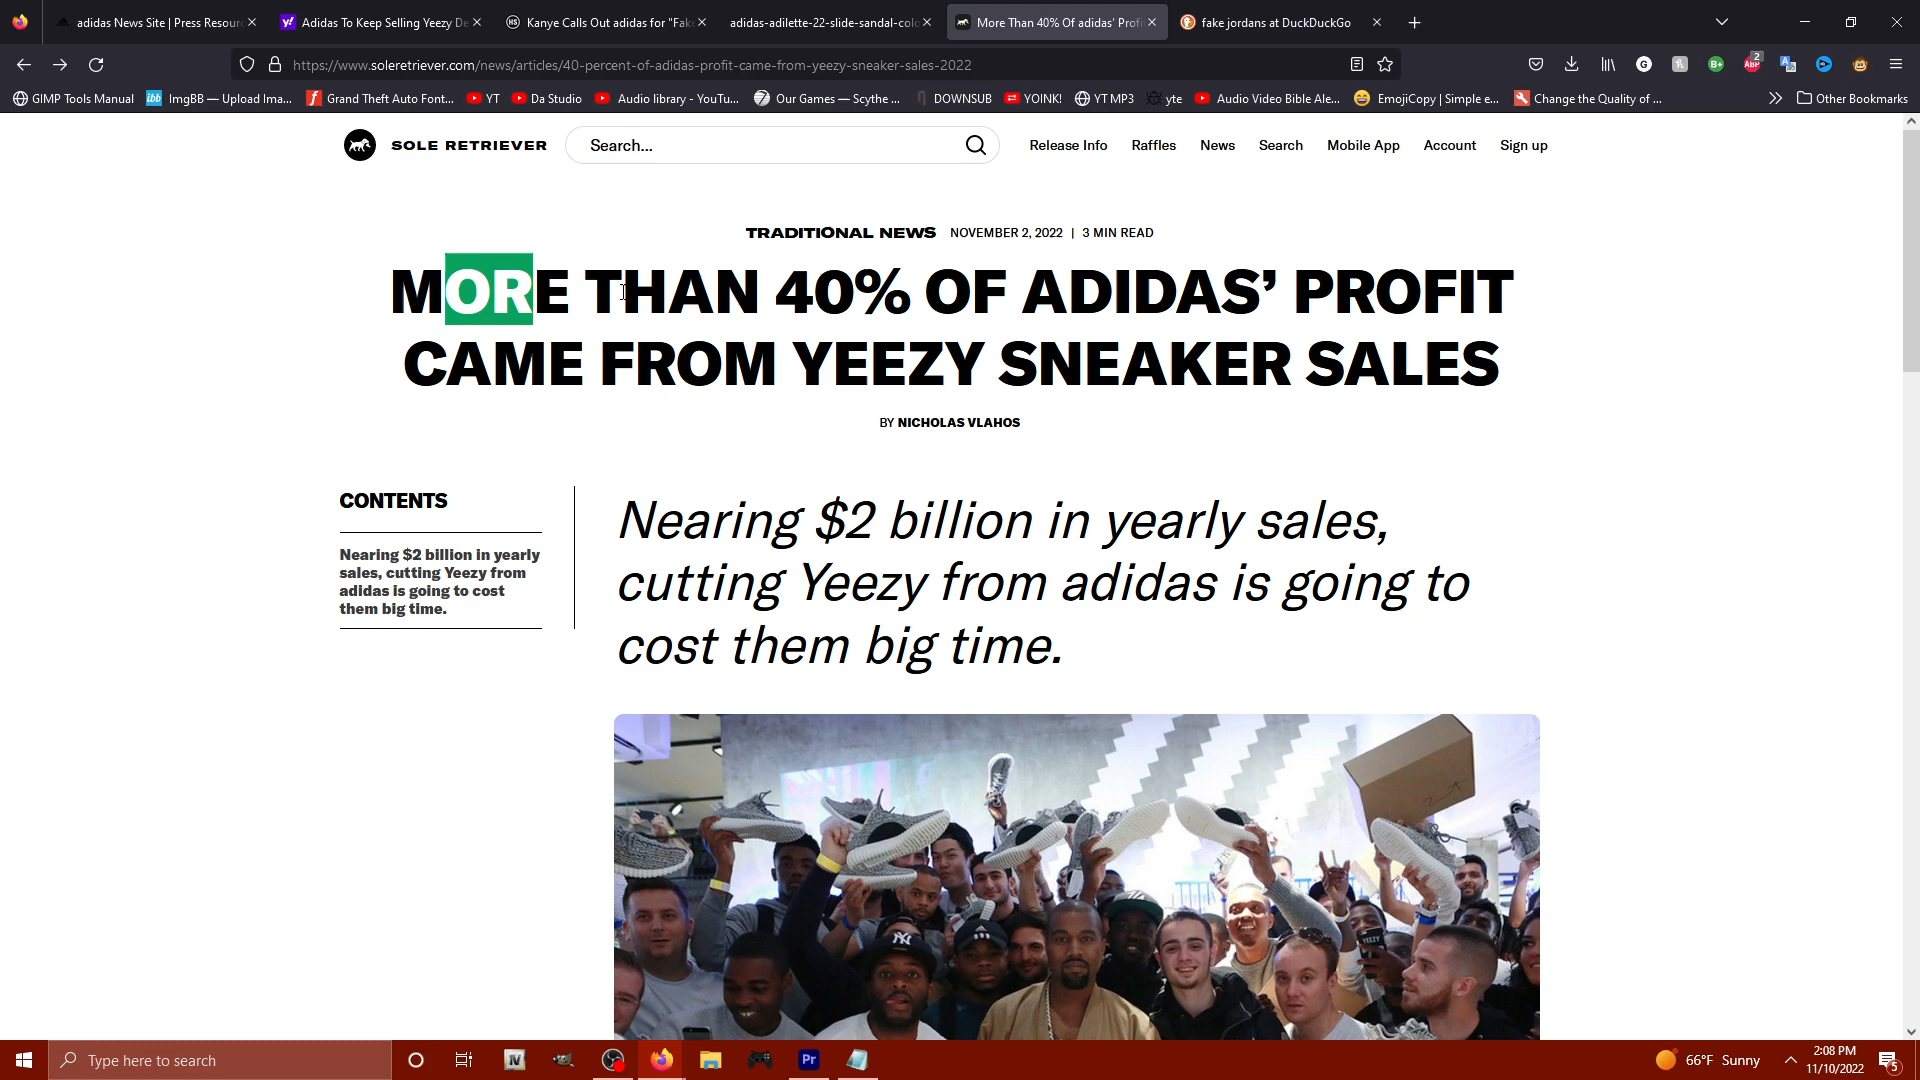 adidas News Site | Press Resour
Adidas To Keep Selling Yeezy De
Kanye Calls Out adidas for "Fak
adidas-adilette-22-slide-sandal-colo
More Than 40% Of adidas' Profi
fake jordans at DuckDuckGo
https://www.soleretriever.com/news/articles/40-percent-of-adidas-profit-came-from-yeezy-sneaker-sales-2022
GIMP Tools Manual
ImgBB — Upload Ima...
Grand Theft Auto Font...
YT
Da Studio
Audio library - YouTu...
Our Games — Scythe ...
DOWNSUB
YOINK!
YT MP3
yte
Audio Video Bible Ale...
EmojiCopy | Simple e...
Change the Quality of ...
Other Bookmarks
SOLE RETRIEVER
Search...
Release Info
Raffles
News
Search
Mobile App
Account
Sign up
TRADITIONAL NEWS NOVEMBER 2, 2022 | 3 MIN READ
MORE THAN 40% OF ADIDAS’ PROFIT
CAME FROM YEEZY SNEAKER SALES
BY NICHOLAS VLAHOS
CONTENTS
Nearing $2 billion in yearly
sales, cutting Yeezy from
adidas is going to cost
them big time.
Nearing $2 billion in yearly sales,
cutting Yeezy from adidas is going to
cost them big time.
YEEZY
Type here to search
Pr
66°F Sunny
2:08 PM
11/10/2022
5